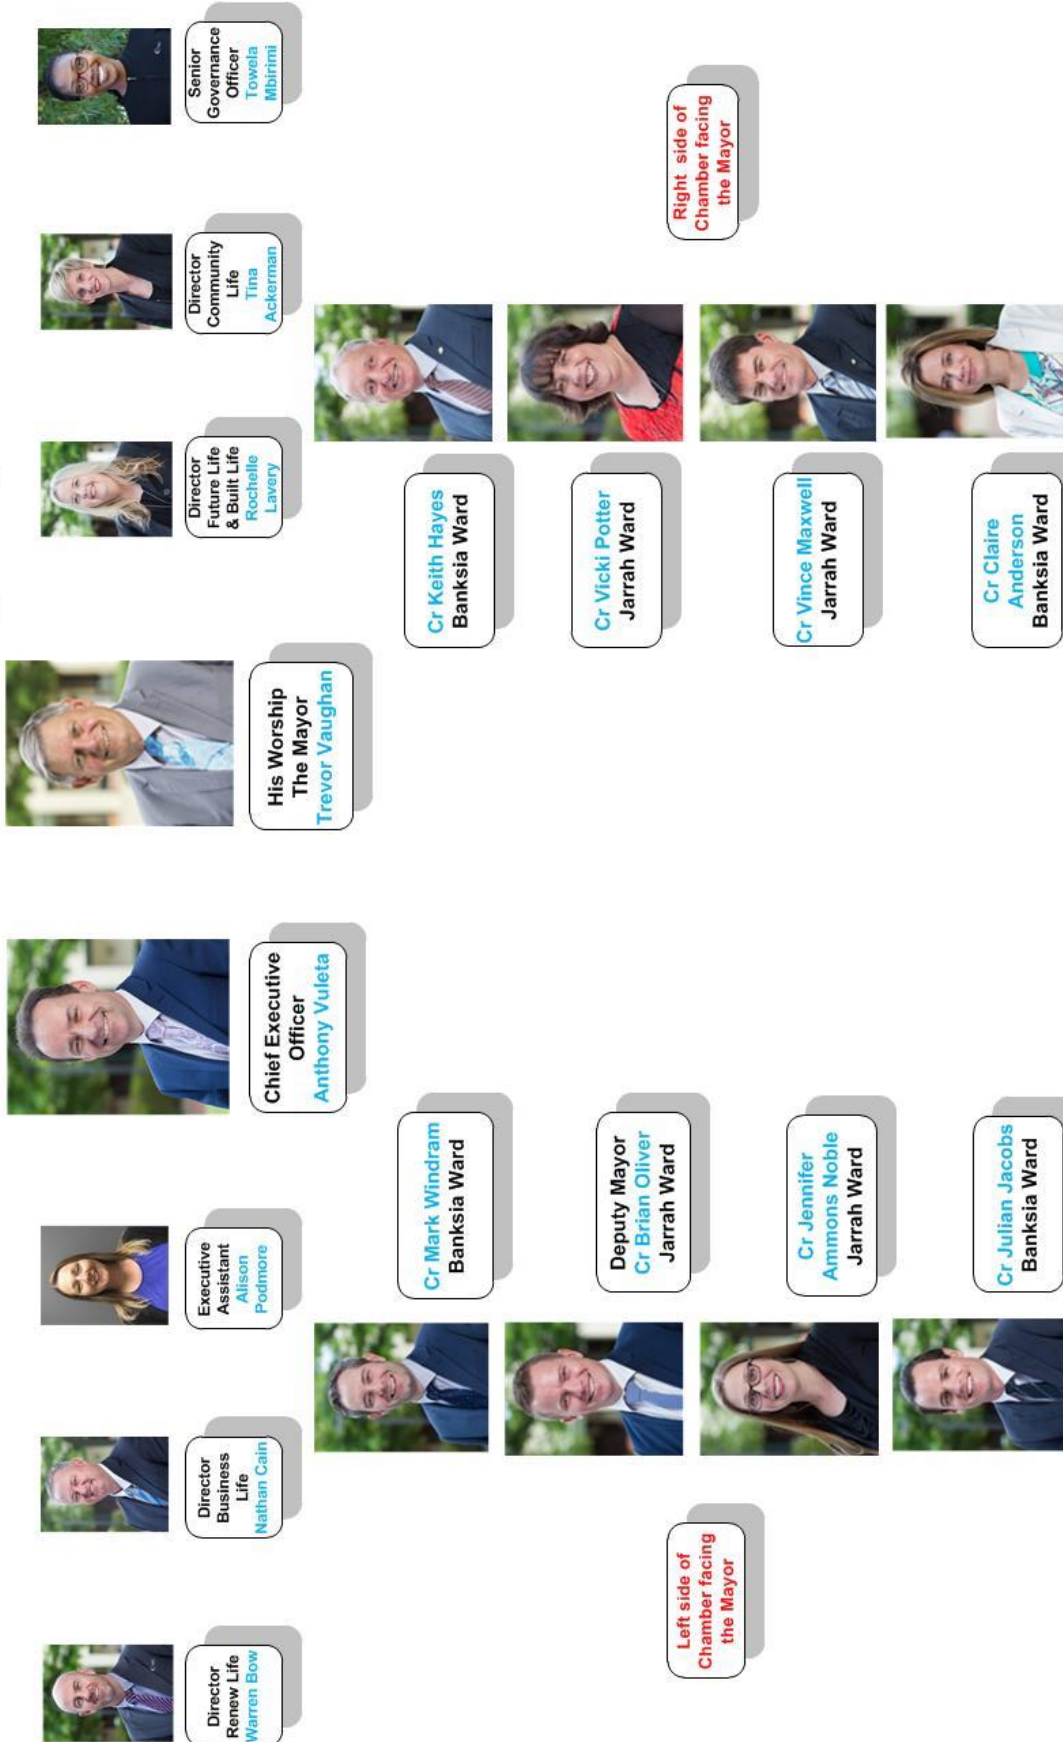 Director
Renew Life
Warren Bow
Director
Business
Life
Nathan Cain
Executive
Assistant
Alison
Podmore
Chief Executive
Officer
Anthony Vuleta
His Worship
The Mayor
Trevor Vaughan
Director
Future Life
& Built Life
Rochelle
Lavery
Director
Community
Life
Tina
Ackerman
Senior
Governance
Officer
Towela
Mbirimi
Cr Mark Windram
Banksia Ward
Cr Keith Hayes
Banksia Ward
Deputy Mayor
Cr Brian Oliver
Jarrah Ward
Cr Vicki Potter
Jarrah Ward
Left side of
Chamber facing
the Mayor
Right side of
Chamber facing
the Mayor
Cr Jennifer
Ammons Noble
Jarrah Ward
Cr Vince Maxwell
Jarrah Ward
Cr Julian Jacobs
Banksia Ward
Cr Claire
Anderson
Banksia Ward